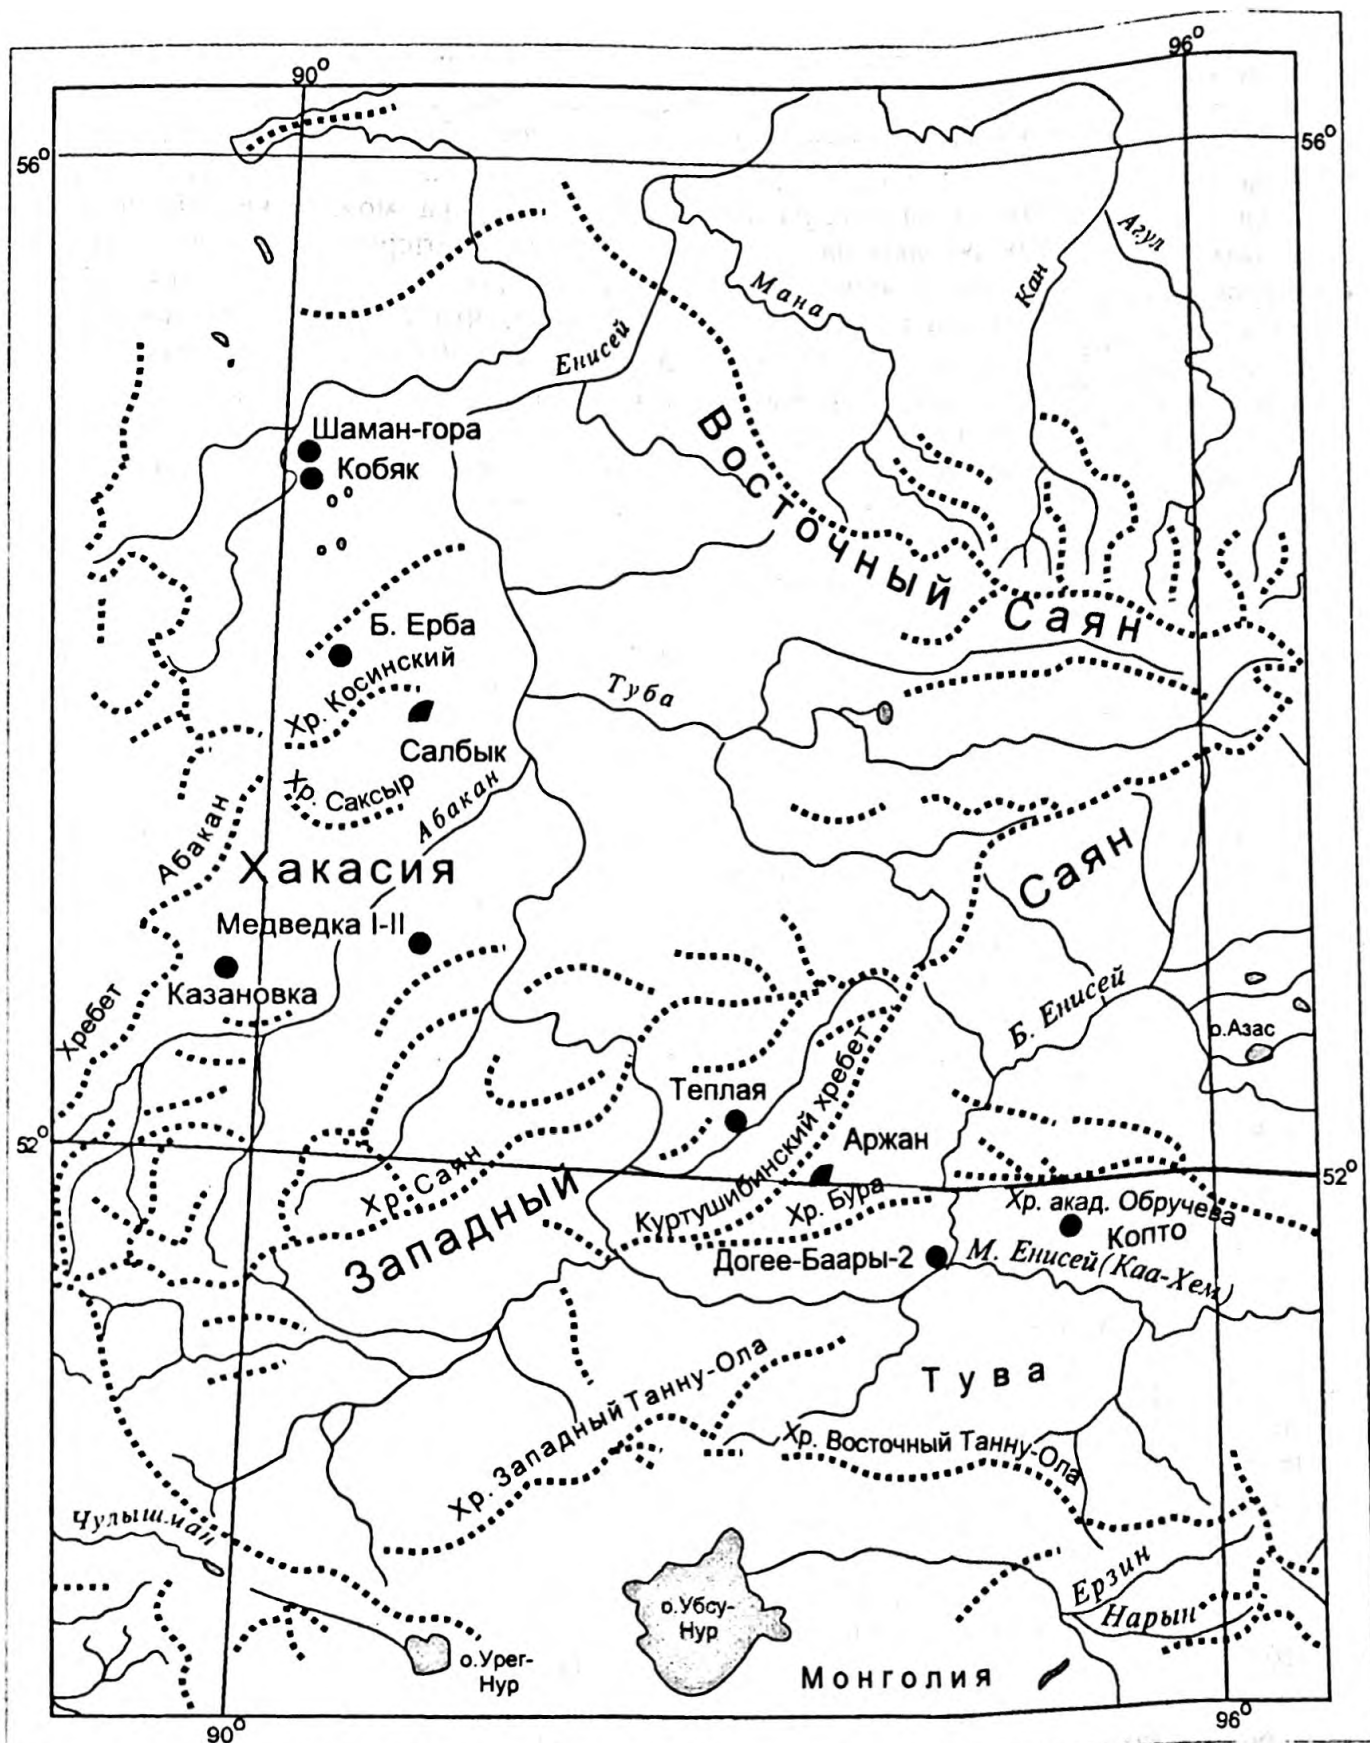 90°
96°
56°
56°
Агул
Кан
Мана
Енисей
Шаман-гора
Кобяк
Восточный Саян
Б. Ерба
Хр. Косинский
Туба
Салбык
Хр. Саксыр
Абакан
Хребет Абакан
Хакасия
Саян
Медведка I-II
Казановка
Б. Енисей
о.Азас
Теплая
Куртушибинский хребет
Аржан
52°
52°
Хр. Саян
Западный
Хр. Бура
Хр. акад. Обручева
Копто
Догее-Баары-2
М. Енисей(Каа-Хем)
Тува
Хр. Западный Танну-Ола
Хр. Восточный Танну-Ола
Чулышман
Ерзин
Нарын
о.Убсу-
Нур
о.Урег-
Нур
Монголия
90°
96°